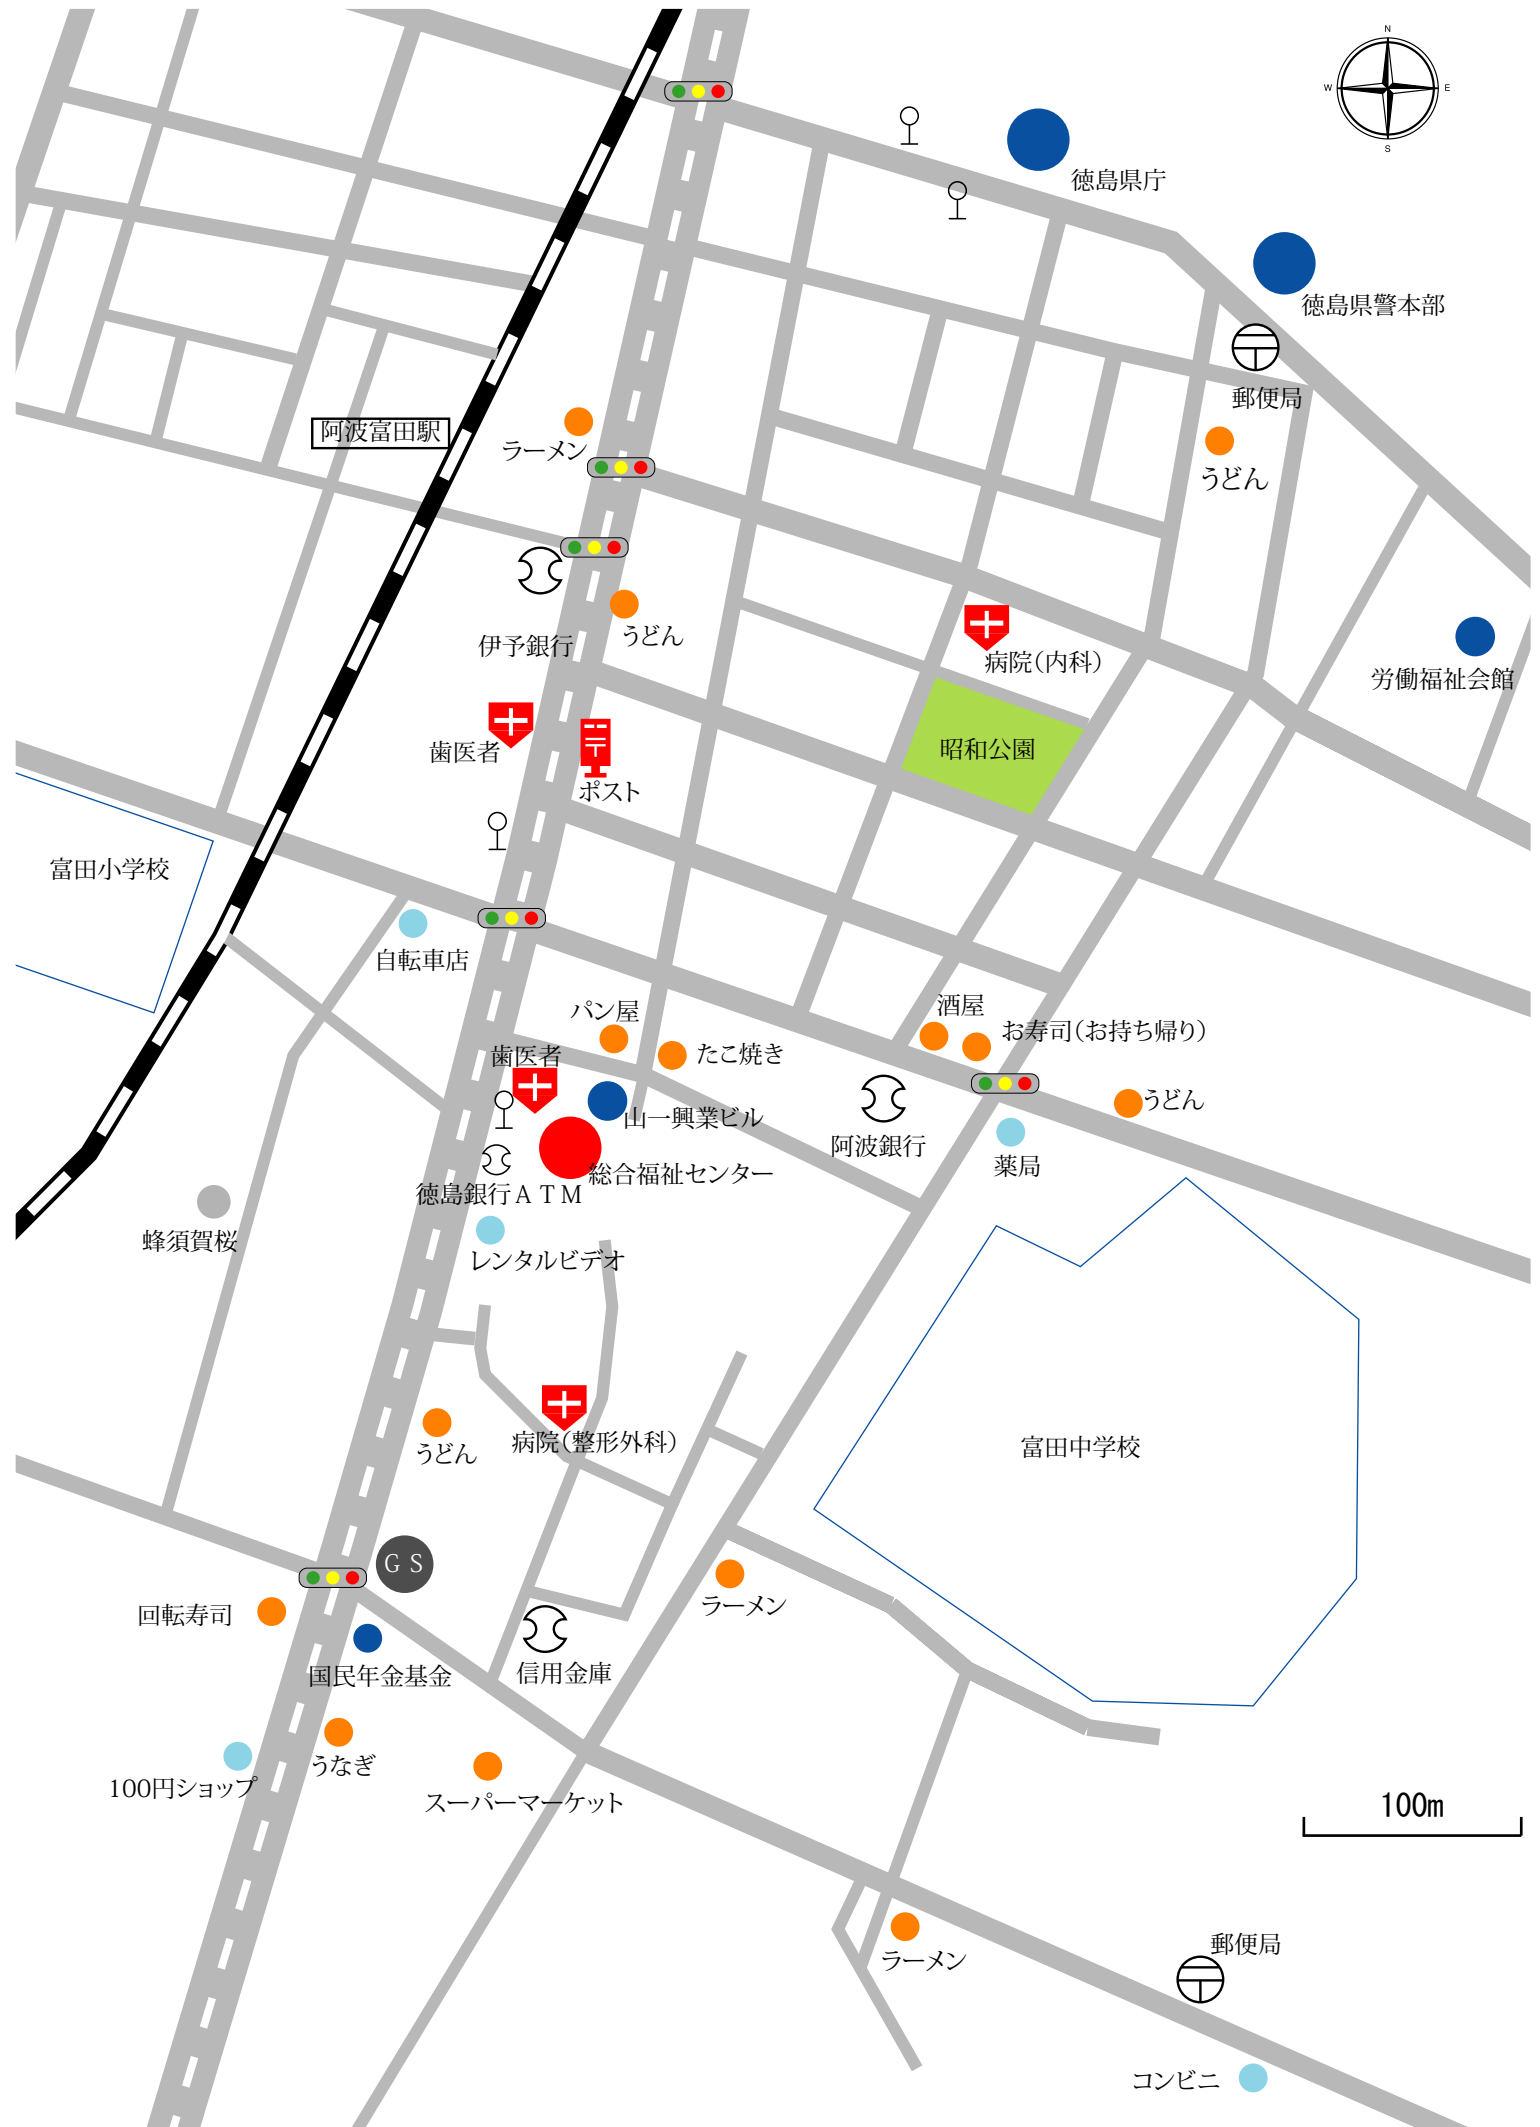 N
W
E
S
徳島県庁
徳島県警本部
郵便局
うどん
阿波富田駅
ラーメン
伊予銀行
うどん
病院（内科）
労働福祉会館
歯医者
ポスト
昭和公園
富田小学校
自転車店
パン屋
酒屋
お寿司（お持ち帰り）
歯医者
たこ焼き
山一興業ビル
うどん
阿波銀行
薬局
総合福祉センター
徳島銀行ＡＴＭ
蜂須賀桜
レンタルビデオ
うどん
病院（整形外科）
富田中学校
ＧＳ
回転寿司
ラーメン
国民年金基金
信用金庫
うなぎ
100円ショップ
スーパーマーケット
100m
ラーメン
郵便局
コンビニ